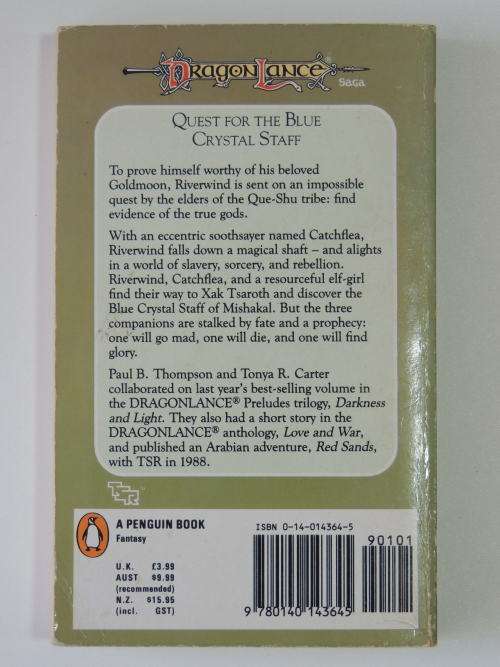 DRAGONLANCE®
SAGA
QUEST FOR THE BLUE
CRYSTAL STAFF
To prove himself worthy of his beloved
Goldmoon, Riverwind is sent on an impossible
quest by the elders of the Que-Shu tribe: find
evidence of the true gods.
With an eccentric soothsayer named Catchflea,
Riverwind falls down a magical shaft – and alights
in a world of slavery, sorcery, and rebellion.
Riverwind, Catchflea, and a resourceful elf-girl
find their way to Xak Tsaroth and discover the
Blue Crystal Staff of Mishakal. But the three
companions are stalked by fate and a prophecy:
one will go mad, one will die, and one will find
glory.
Paul B. Thompson and Tonya R. Carter
collaborated on last year's best-selling volume in
the DRAGONLANCE® Preludes trilogy, Darkness
and Light. They also had a short story in the
DRAGONLANCE® anthology, Love and War,
and published an Arabian adventure, Red Sands,
with TSR in 1988.
TSR
A PENGUIN BOOK
Fantasy
U.K. £3.99
AUST $9.99
(recommended)
N.Z. $15.95
(incl. GST)
ISBN 0-14-014364-5
90101
9 780140 143645